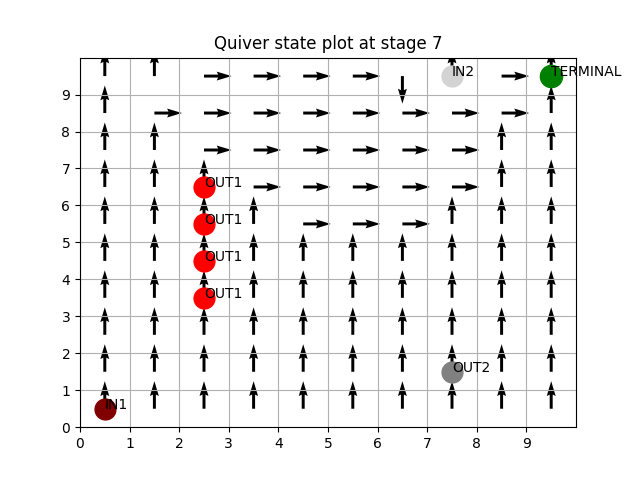 Quiver state plot at stage 7
IN2
TERMINAL
9
8
7
OUT1
6
OUT1
5
OUT1
4
OUT1
3
2
OUT2
1
IN1
0
0 1 2 3 4 5 6 7 8 9